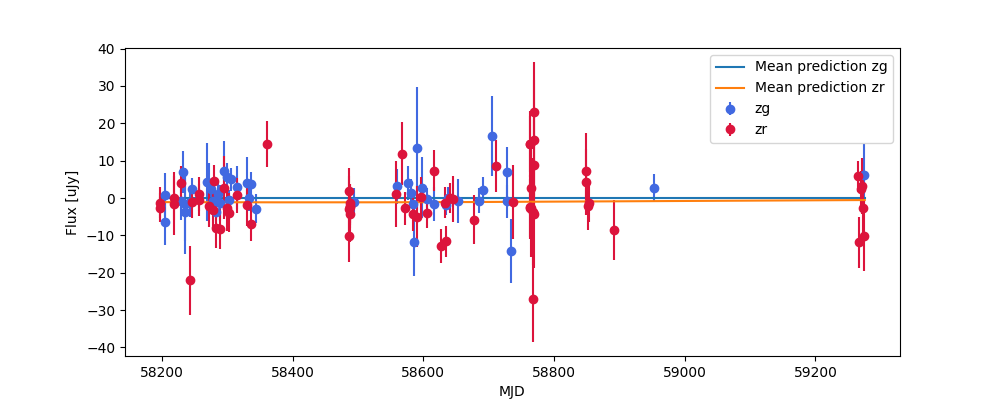 40
30
20
10
0
−10
−20
−30
−40
Flux [uJy]
58200
58400
58600
58800
59000
59200
MJD
Mean prediction zg
Mean prediction zr
zg
zr